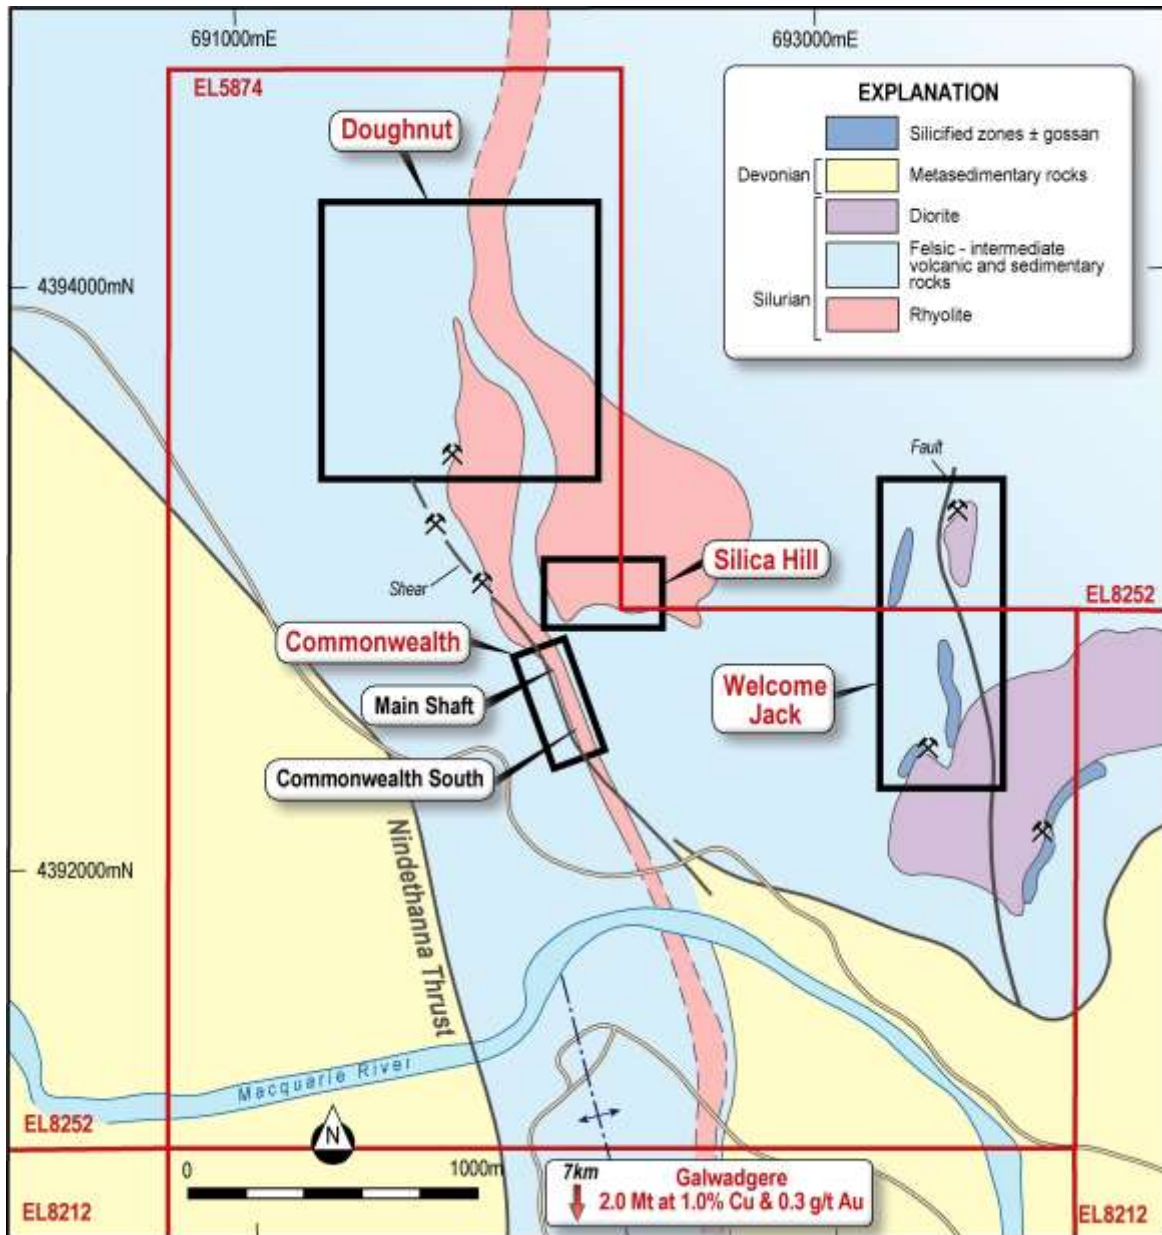 691000mE
693000mE
EL5874
EXPLANATION
Silicified zones ± gossan
Devonian
Metasedimentary rocks
Diorite
Felsic - intermediate
volcanic and sedimentary
rocks
Silurian
Rhyolite
Doughnut
4394000mN
Fault
Shear
Silica Hill
EL8252
Commonwealth
Main Shaft
Welcome
Jack
Commonwealth South
Nindethanna Thrust
4392000mN
Macquarie River
EL8252
N
0
1000m
7km
Galwadgere
2.0 Mt at 1.0% Cu & 0.3 g/t Au
EL8212
EL8212